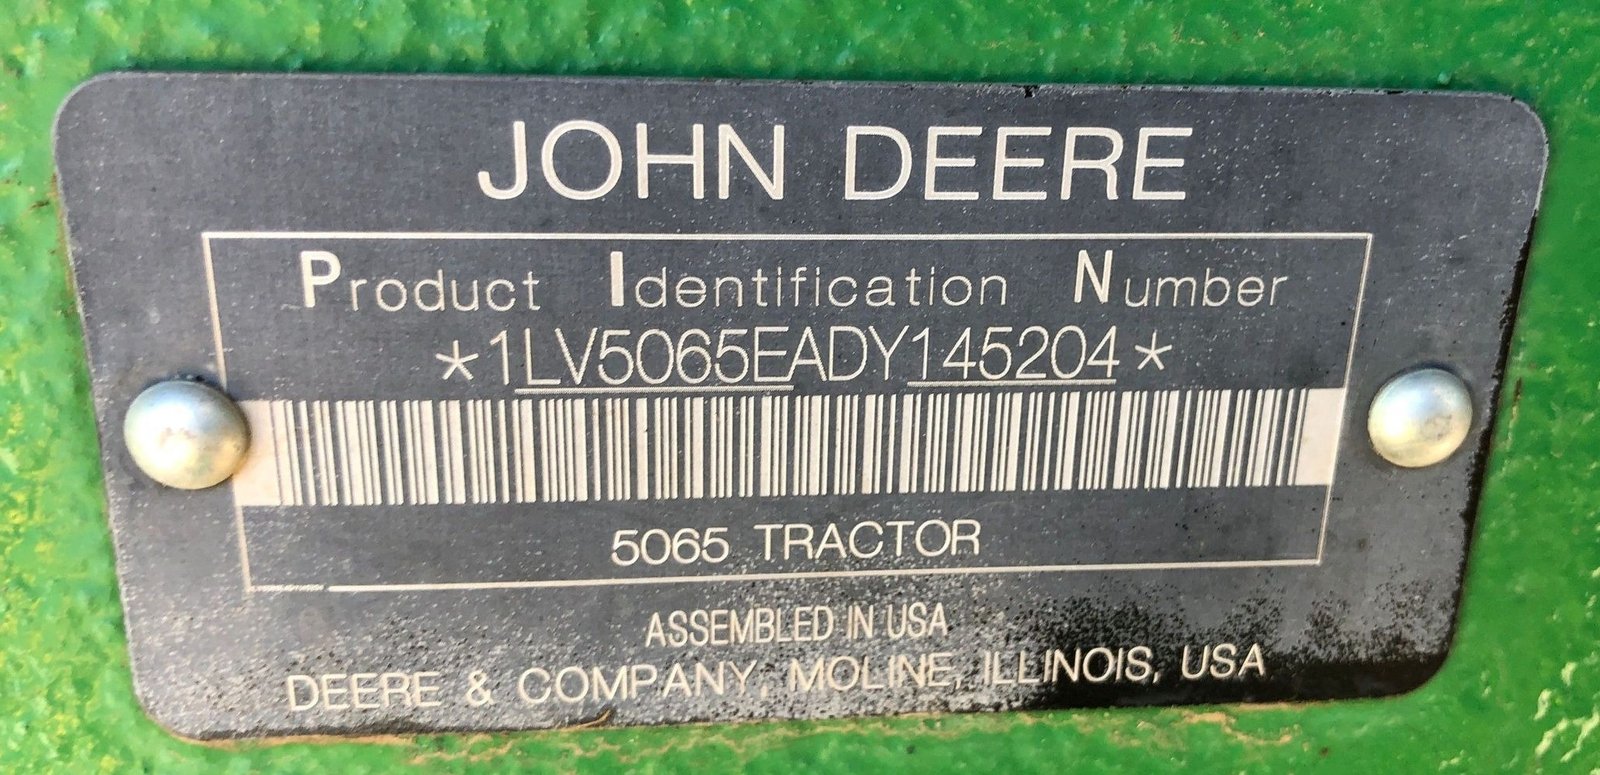 JOHN DEERE
Product Identification Number
*1LV5065EADY145204*
5065 TRACTOR
ASSEMBLED IN USA
DEERE & COMPANY, MOLINE, ILLINOIS, USA